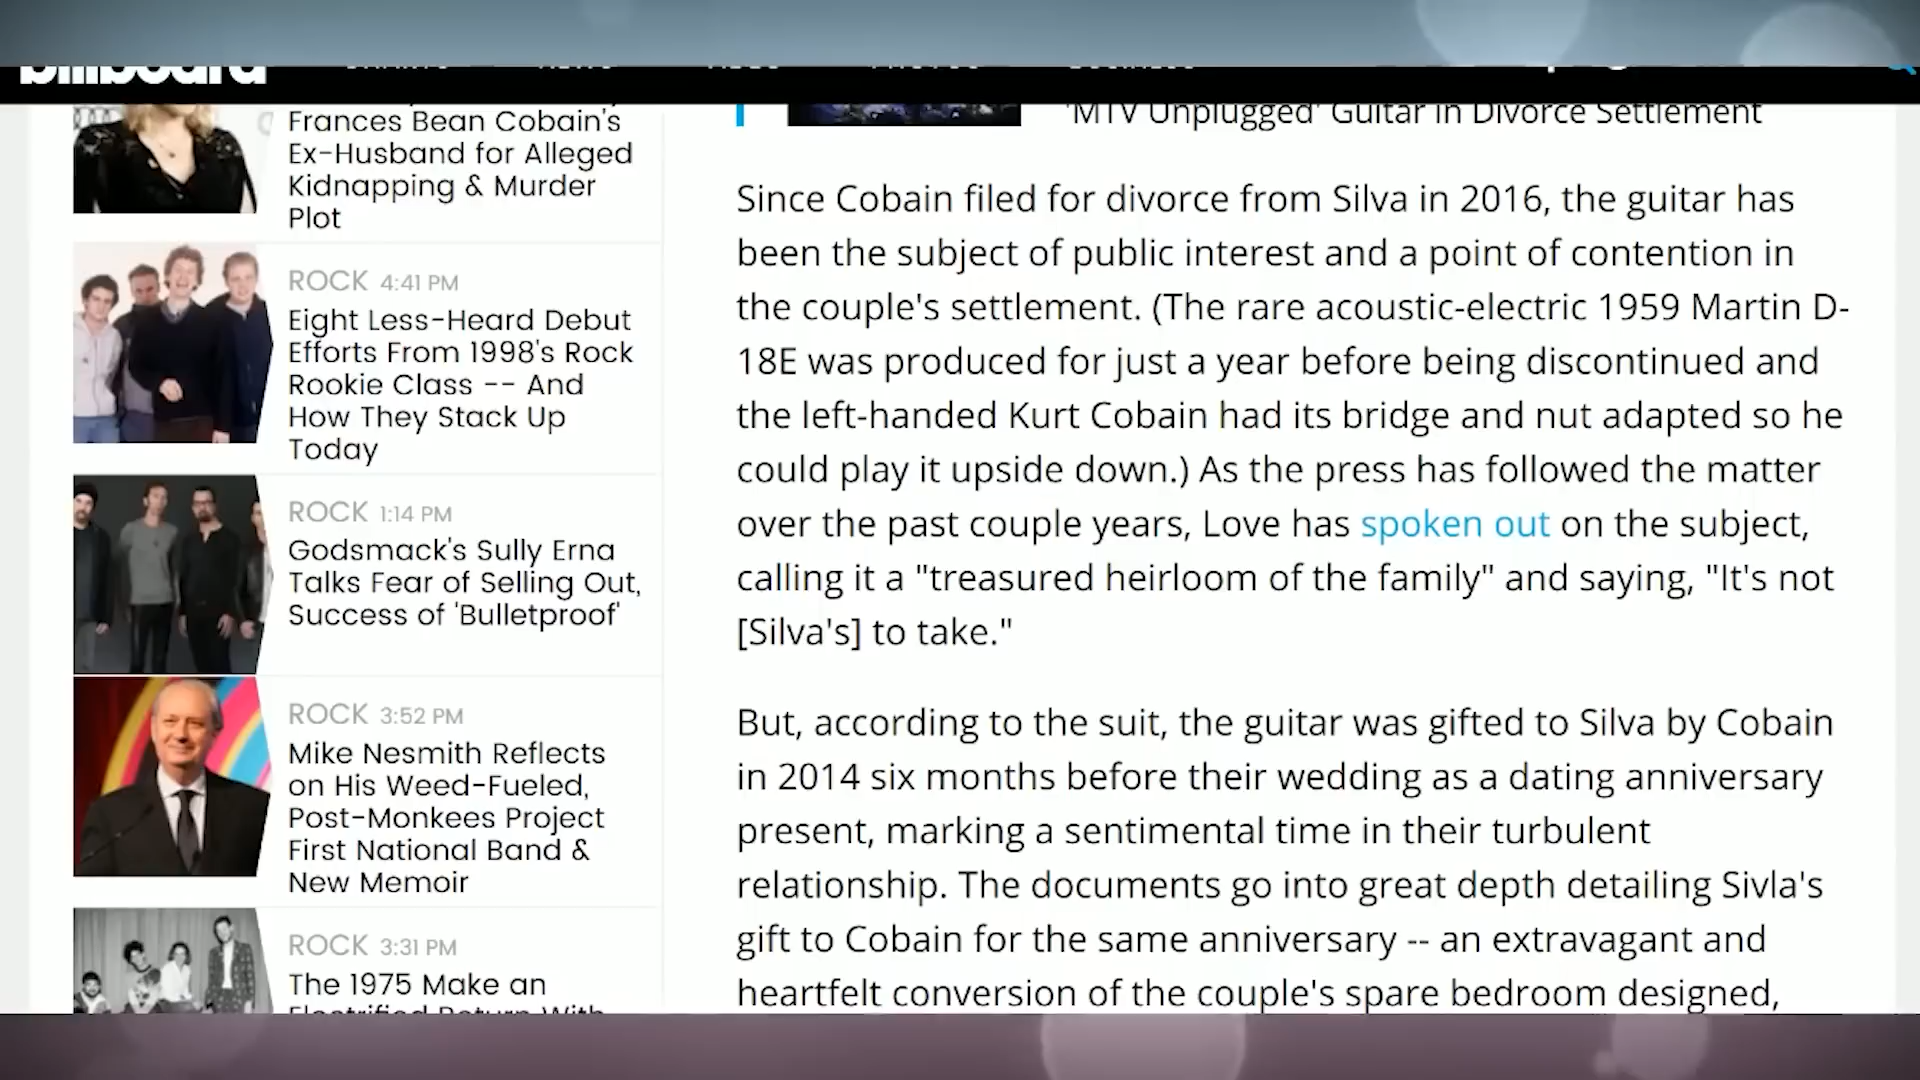 billboard
Frances Bean Cobain's
Ex-Husband for Alleged
Kidnapping & Murder
Plot
ROCK 4:41 PM
Eight Less-Heard Debut
Efforts From 1998's Rock
Rookie Class -- And
How They Stack Up
Today
ROCK 1:14 PM
Godsmack's Sully Erna
Talks Fear of Selling Out,
Success of 'Bulletproof'
ROCK 3:52 PM
Mike Nesmith Reflects
on His Weed-Fueled,
Post-Monkees Project
First National Band &
New Memoir
ROCK 3:31 PM
The 1975 Make an
Electrified Return With
'MTV Unplugged' Guitar in Divorce Settlement
Since Cobain filed for divorce from Silva in 2016, the guitar has
been the subject of public interest and a point of contention in
the couple's settlement. (The rare acoustic-electric 1959 Martin D-
18E was produced for just a year before being discontinued and
the left-handed Kurt Cobain had its bridge and nut adapted so he
could play it upside down.) As the press has followed the matter
over the past couple years, Love has spoken out on the subject,
calling it a "treasured heirloom of the family" and saying, "It's not
[Silva's] to take."
But, according to the suit, the guitar was gifted to Silva by Cobain
in 2014 six months before their wedding as a dating anniversary
present, marking a sentimental time in their turbulent
relationship. The documents go into great depth detailing Sivla's
gift to Cobain for the same anniversary -- an extravagant and
heartfelt conversion of the couple's spare bedroom designed,